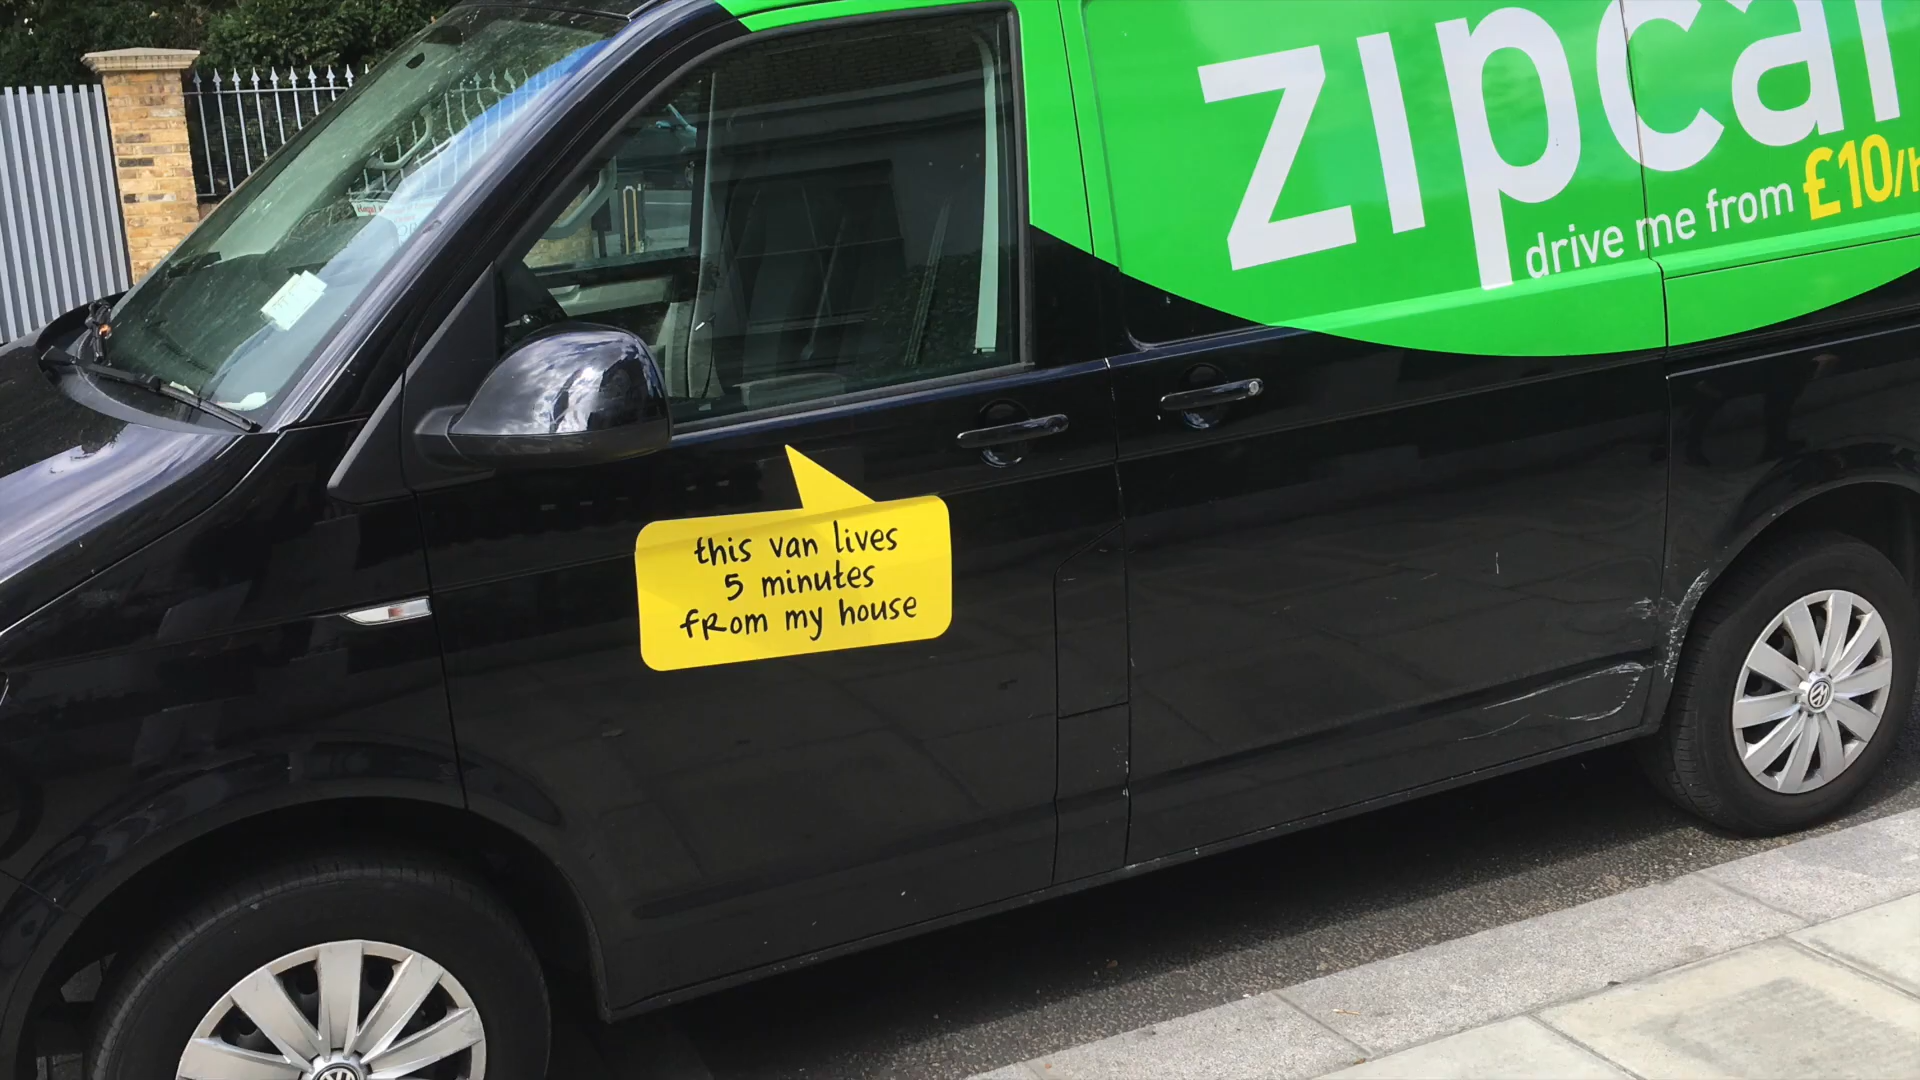 zipcar
drive me from £10/h
this van lives
5 minutes
from my house